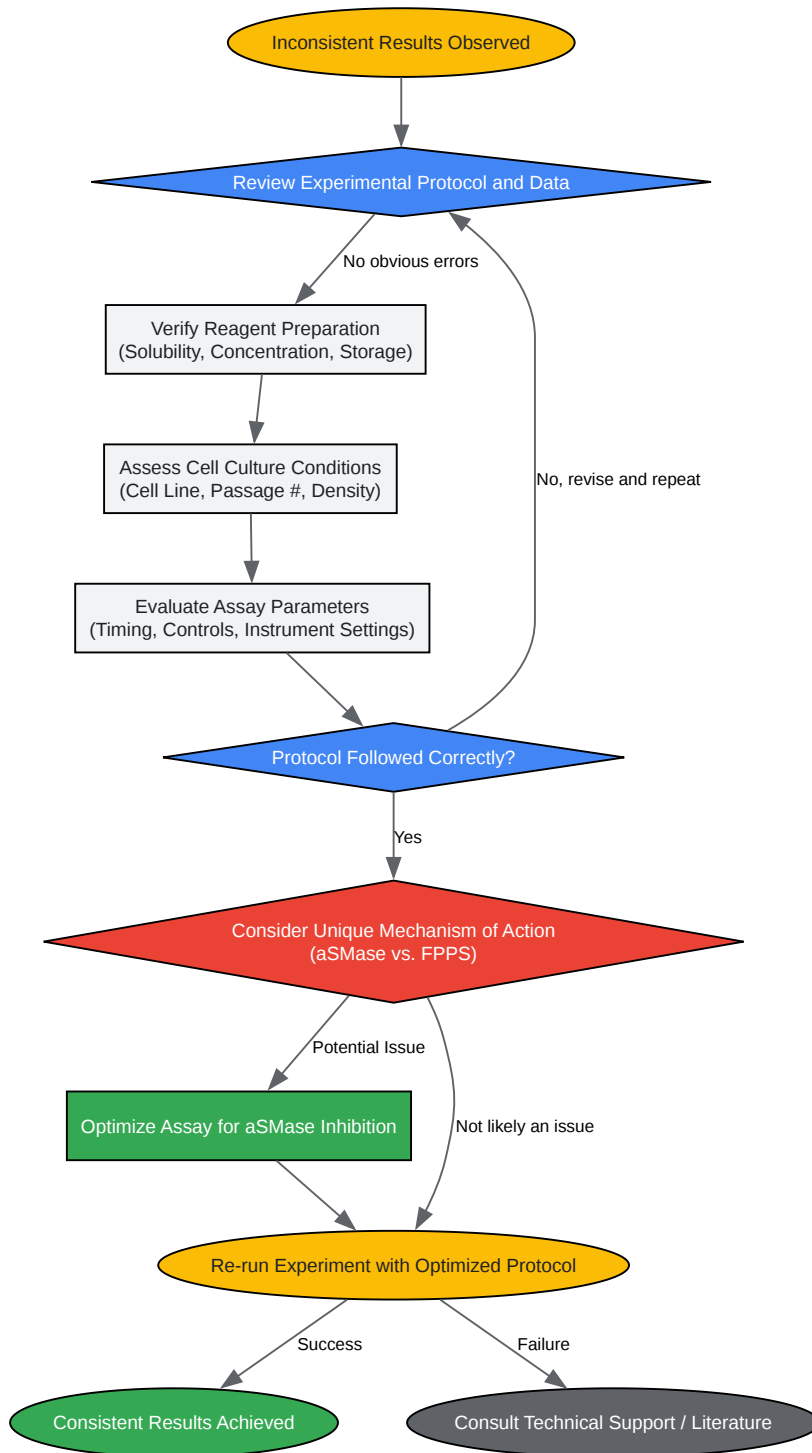 Inconsistent Results Observed
Review Experimental Protocol and Data
No obvious errors
Verify Reagent Preparation
(Solubility, Concentration, Storage)
Assess Cell Culture Conditions
(Cell Line, Passage #, Density)
No, revise and repeat
Evaluate Assay Parameters
(Timing, Controls, Instrument Settings)
Protocol Followed Correctly?
Yes
Consider Unique Mechanism of Action
(aSMase vs. FPPS)
Potential Issue
Optimize Assay for aSMase Inhibition
Not likely an issue
Re-run Experiment with Optimized Protocol
Success
Failure
Consistent Results Achieved
Consult Technical Support / Literature